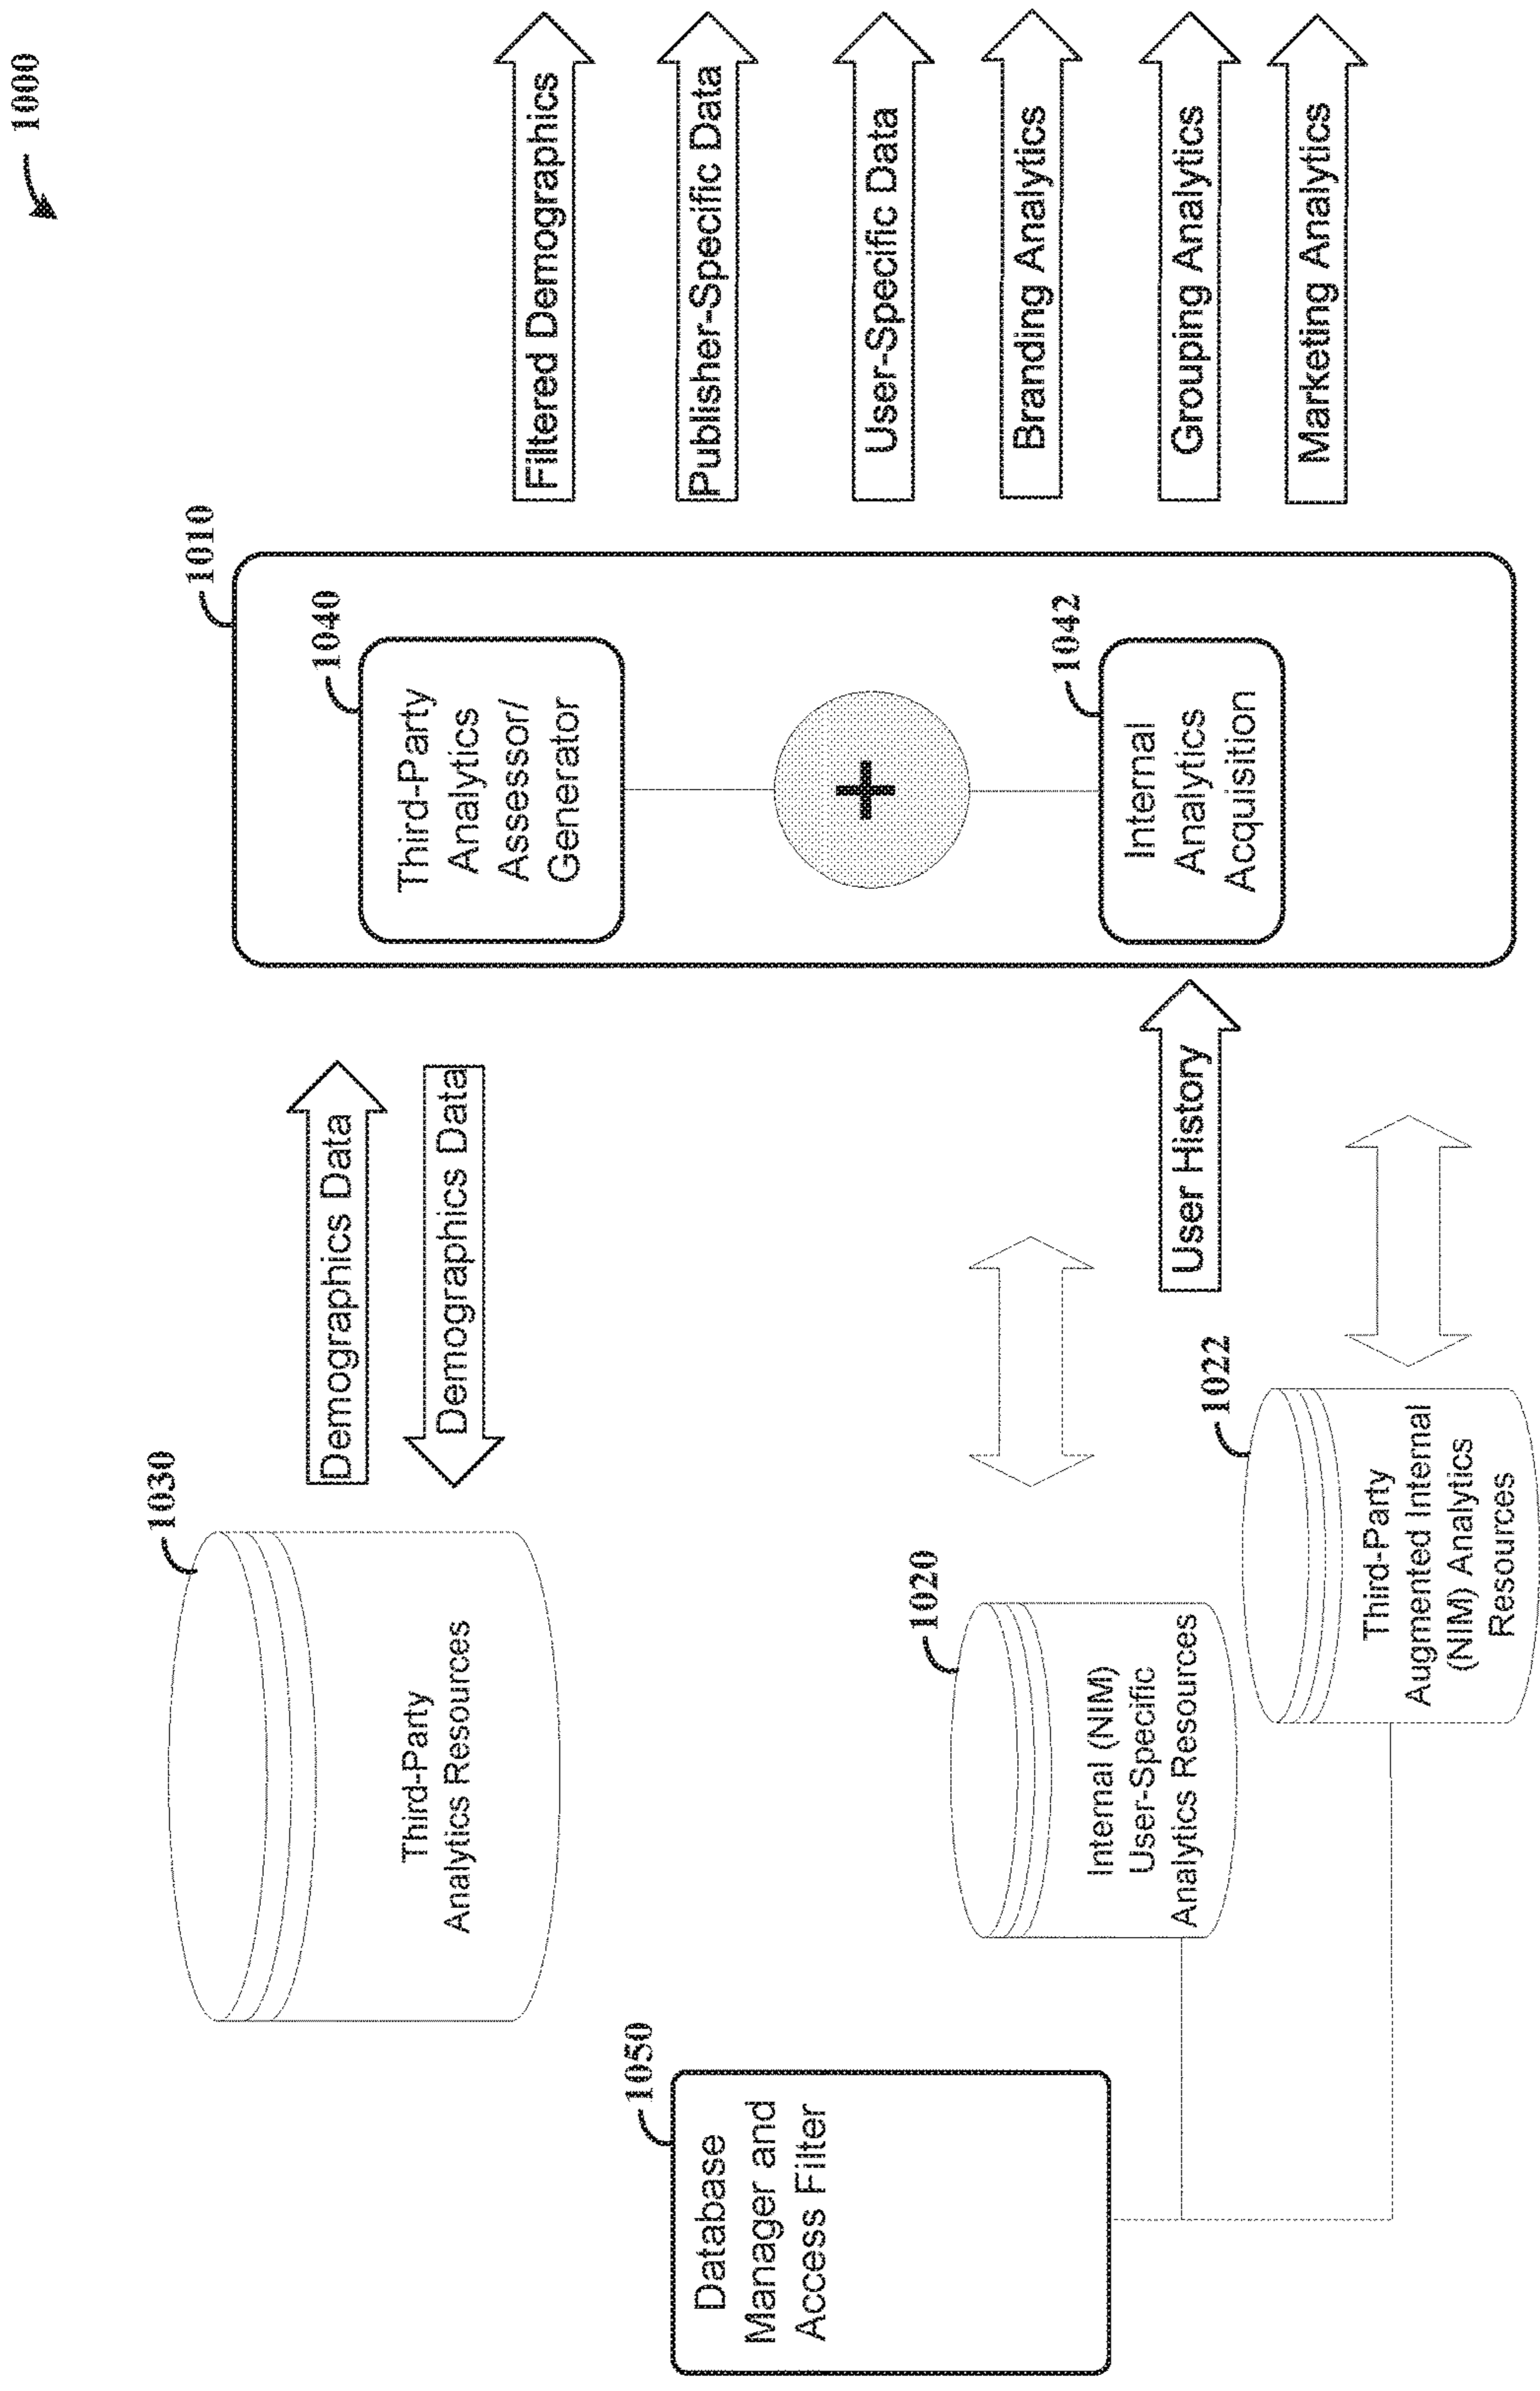 1000
1010
1030
1040
Third-Party
Analytics
Assessor/
Generator
Demographics Data
Demographics Data
Third-Party
Analytics Resources
Filtered Demographics
Publisher-Specific Data
User-Specific Data
Branding Analytics
Grouping Analytics
Marketing Analytics
+
1050
Database
Manager and
Access Filter
1020
Internal (NIM)
User-Specific
Analytics Resources
1042
Internal
Analytics
Acquisition
User History
1022
Third-Party
Augmented Internal
(NIM) Analytics
Resources